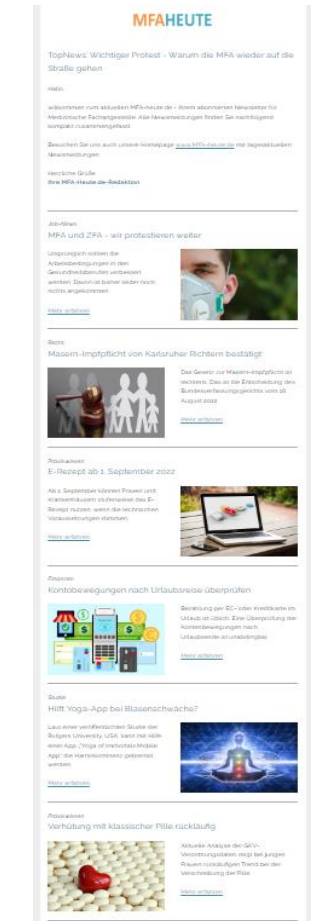 MFAHEUTE
TopNews: Wichtiger Protest - Warum die MFA wieder auf die
Straße gehen
Hallo,
willkommen zum aktuellen MFA-heute.de - Ihrem abonnierten Newsletter für
Medizinische Fachangestellte. Alle Newsmeldungen finden Sie nachfolgend
kompakt zusammengefasst.
Besuchen Sie uns auch unsere Homepage www.MFA-heute.de mit tagesaktuellen
Newsmeldungen.
Herzliche Grüße
Ihre MFA-Heute.de-Redaktion
Job-News
MFA und ZFA - wir protestieren weiter
Ursprünglich sollten die
Arbeitsbedingungen in den
Gesundheitsberufen verbessert
werden. Davon ist bisher leider noch
nichts angekommen.
Mehr erfahren
Recht
Masern-Impfpflicht von Karlsruher Richtern bestätigt
Das Gesetz zur Masern-Impfpflicht ist
rechtens. Das ist die Entscheidung des
Bundesverfassungsgerichts vom 18.
August 2022.
Mehr erfahren
Praxiswissen
E-Rezept ab 1. September 2022
Ab 1. September können Praxen und
Krankenhäusern stufenweise das E-
Rezept nutzen, wenn die technischen
Voraussetzungen stimmen.
Mehr erfahren
Finanzen
Kontobewegungen nach Urlaubsreise überprüfen
Bezahlung per EC- oder Kreditkarte im
Urlaub ist üblich. Eine Überprüfung der
Kontobewegungen nach
Urlaubsende ist unabdingbar.
Mehr erfahren
Studie
Hilft Yoga-App bei Blasenschwäche?
Laut einer veröffentlichten Studie der
Rutgers University, USA, kann mit Hilfe
einer App „Yoga of Immortals Mobile
App“ die Harninkontinenz gebremst
werden.
Mehr erfahren
Praxiswissen
Verhütung mit klassischer Pille rückläufig
Aktuelle Analyse der GKV-
Verordnungsdaten zeigt bei jungen
Frauen rückläufigen Trend bei der
Verschreibung der Pille.
Mehr erfahren